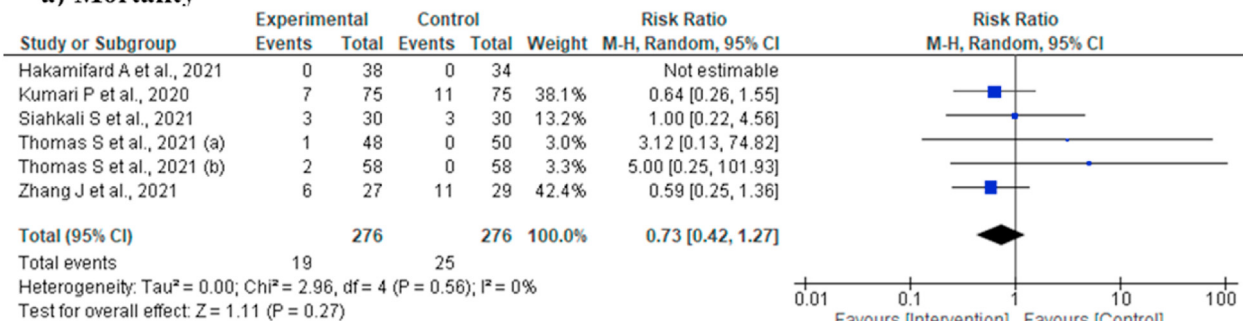 a) Mortality
Experimental Control Risk Ratio Risk Ratio
Study or Subgroup Events Total Events Total Weight M-H, Random, 95% CI M-H, Random, 95% CI
Hakamifard A et al., 2021 0 38 0 34 Not estimable
Kumari P et al., 2020 7 75 11 75 38.1% 0.64 [0.26, 1.55]
Siahkali S et al., 2021 3 30 3 30 13.2% 1.00 [0.22, 4.56]
Thomas S et al., 2021 (a) 1 48 0 50 3.0% 3.12 [0.13, 74.82]
Thomas S et al., 2021 (b) 2 58 0 58 3.3% 5.00 [0.25, 101.93]
Zhang J et al., 2021 6 27 11 29 42.4% 0.59 [0.25, 1.36]
Total (95% CI) 276 276 100.0% 0.73 [0.42, 1.27]
Total events 19 25
Heterogeneity: Tau² = 0.00; Chi² = 2.96, df = 4 (P = 0.56); I² = 0%
Test for overall effect: Z = 1.11 (P = 0.27)
0.01 0.1 1 10 100
Favours [Intervention] Favours [Control]